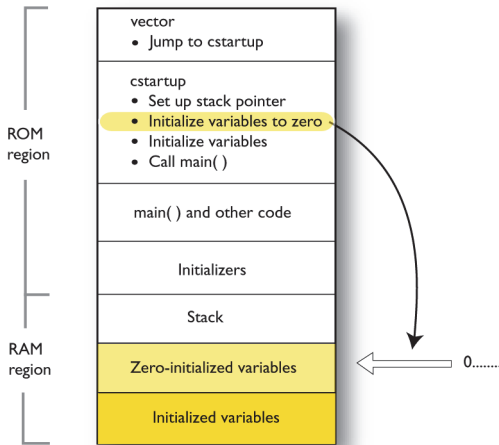 vector
• Jump to cstartup
cstartup
• Set up stack pointer
• Initialize variables to zero
• Initialize variables
• Call main( )
ROM
region
main( ) and other code
Initializers
Stack
RAM
region
Zero-initialized variables
0........
Initialized variables